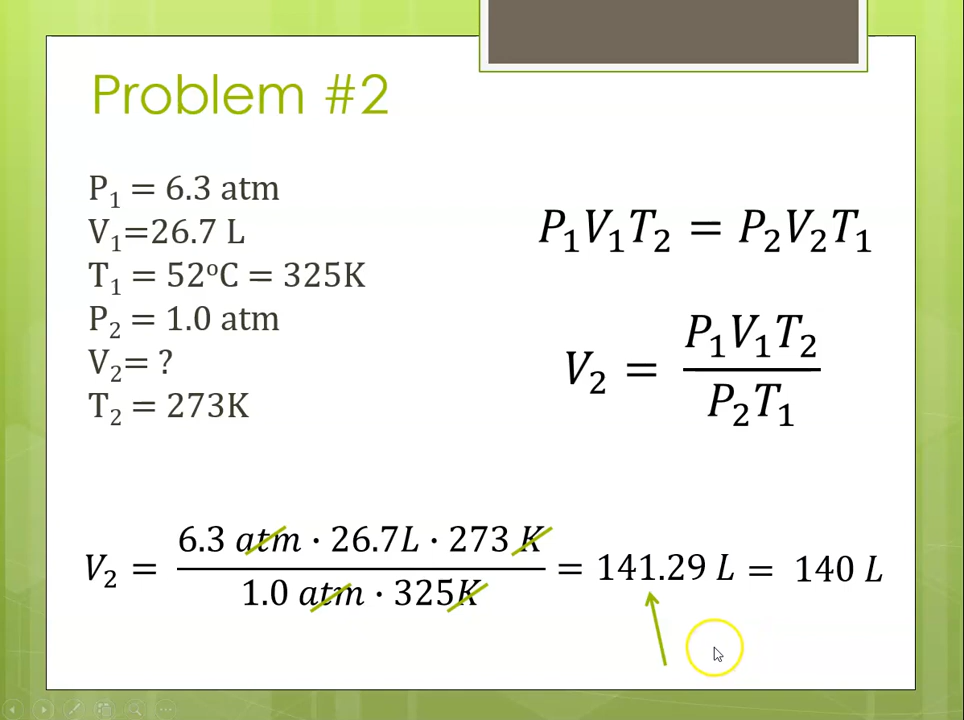 Problem #2
P₁ = 6.3 atm
V₁=26.7 L
T₁ = 52°C = 325K
P₂ = 1.0 atm
V₂= ?
T₂ = 273K
P₁V₁T₂ = P₂V₂T₁
V₂ = P₁V₁T₂ / P₂T₁
V₂ = 6.3 atm · 26.7L · 273 K / 1.0 atm · 325K = 141.29 L = 140 L